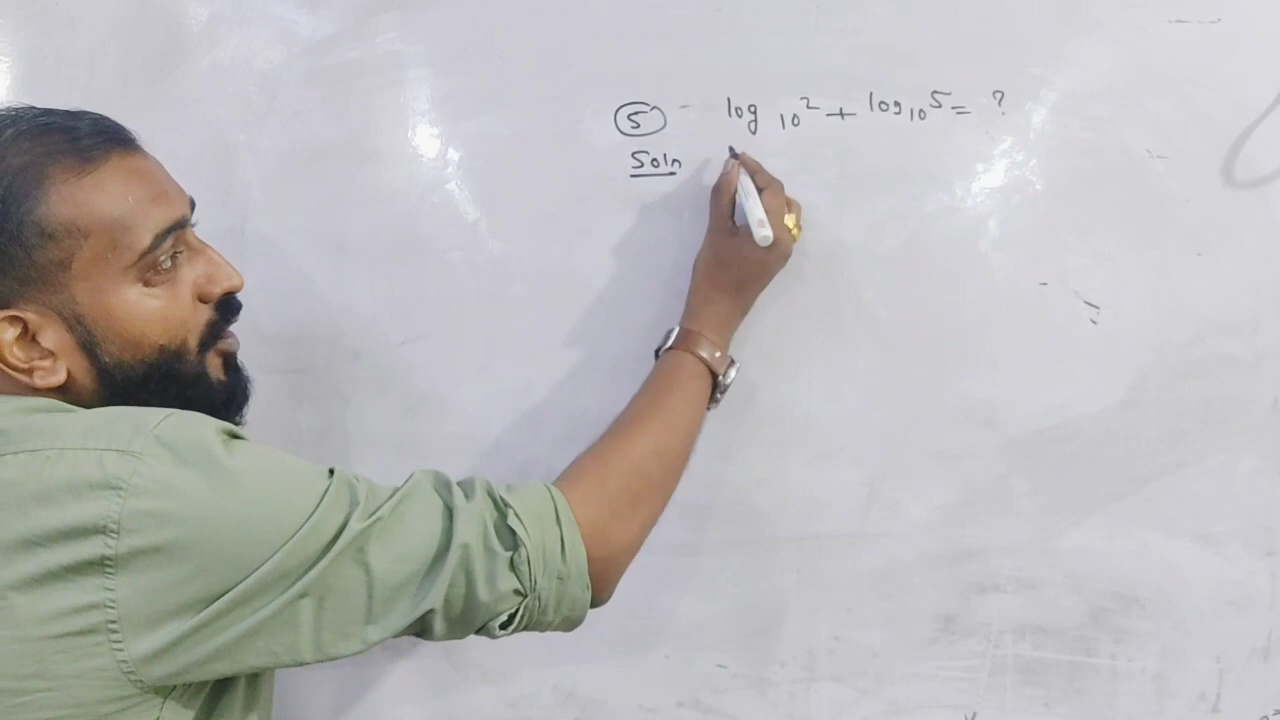 ⑤ log ₁₀ 2 + log₁₀ 5 = ?
Soln